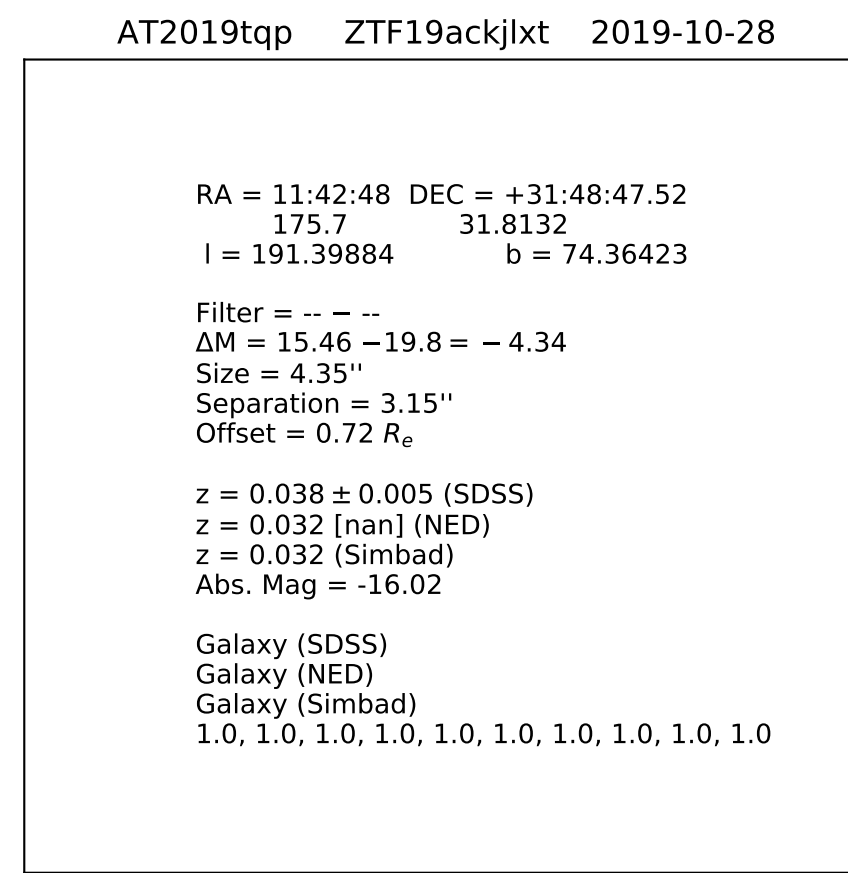 AT2019tqp ZTF19ackjlxt 2019-10-28
RA = 11:42:48 DEC = +31:48:47.52
175.7 31.8132
l = 191.39884 b = 74.36423
Filter = -- − --
ΔM = 15.46 −19.8 = − 4.34
Size = 4.35''
Separation = 3.15''
Offset = 0.72 Rₑ
z = 0.038 ± 0.005 (SDSS)
z = 0.032 [nan] (NED)
z = 0.032 (Simbad)
Abs. Mag = -16.02
Galaxy (SDSS)
Galaxy (NED)
Galaxy (Simbad)
1.0, 1.0, 1.0, 1.0, 1.0, 1.0, 1.0, 1.0, 1.0, 1.0